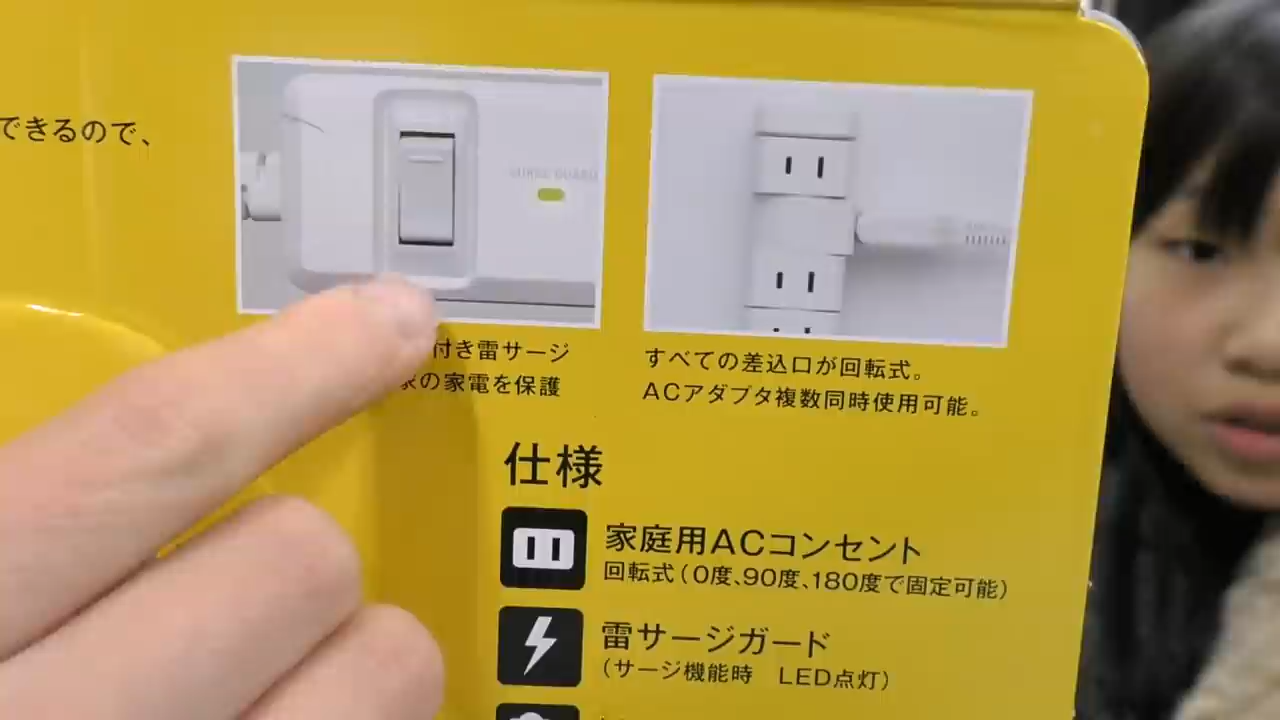 できるので、
SURGE GUARD
付き雷サージ
家の家電を保護
すべての差込口が回転式。
ACアダプタ複数同時使用可能。
仕様
家庭用ACコンセント
回転式(0度、90度、180度で固定可能)
雷サージガード
(サージ機能時 LED点灯)